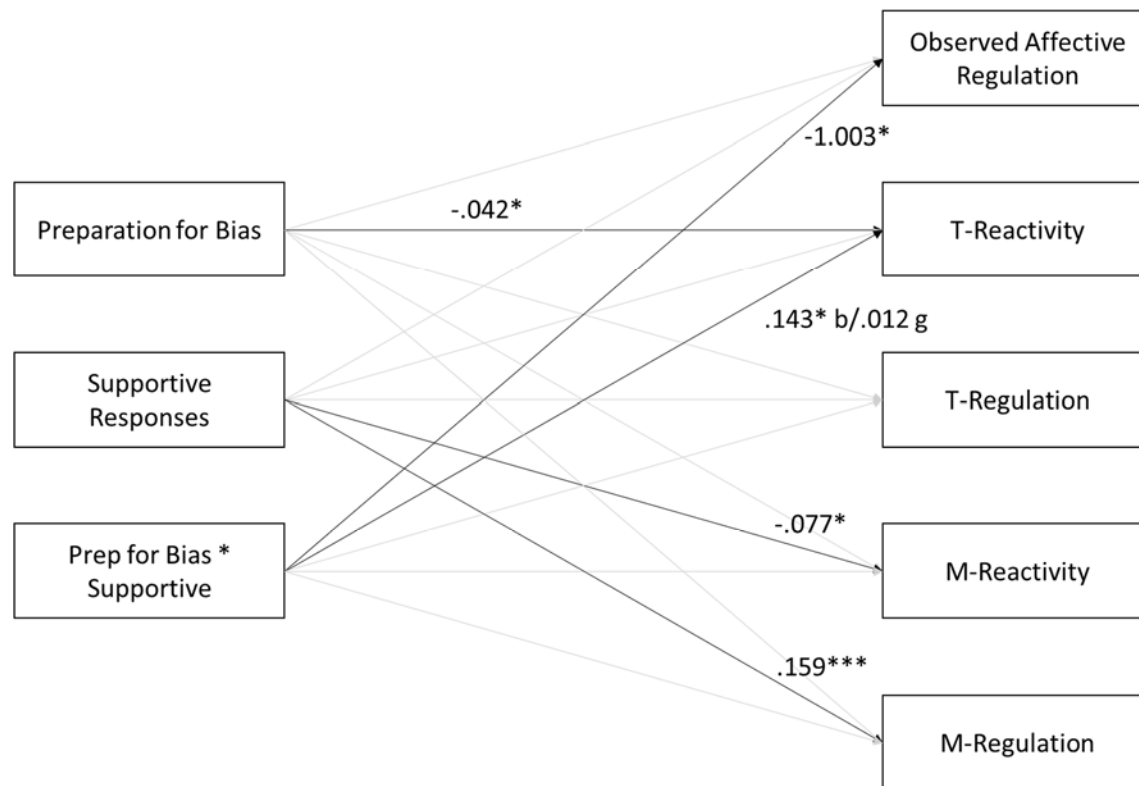 Observed Affective
Regulation
-1.003*
Preparation for Bias
-.042*
T-Reactivity
.143* b/.012 g
Supportive
Responses
T-Regulation
Prep for Bias *
Supportive
-.077*
M-Reactivity
.159***
M-Regulation